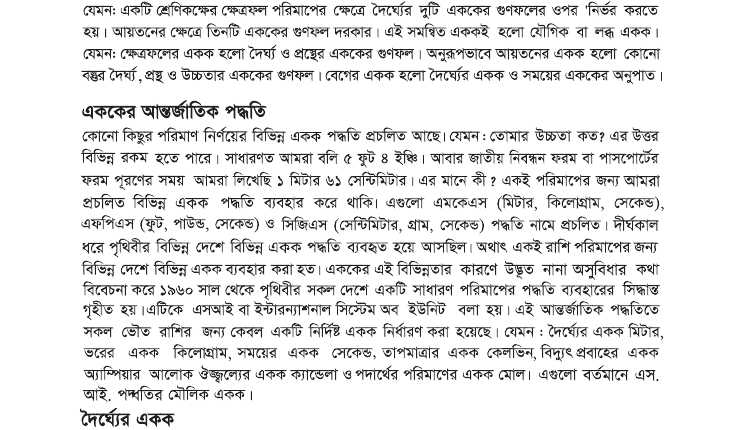 যেমন: একটি শ্রেণিকক্ষের ক্ষেত্রফল পরিমাপের ক্ষেত্রে দৈর্ঘ্যের দুটি এককের গুণফলের ওপর 'নির্ভর করতে
হয়। আয়তনের ক্ষেত্রে তিনটি এককের গুণফল দরকার। এই সমন্বিত এককই হলো যৌগিক বা লব্ধ একক।
যেমন: ক্ষেত্রফলের একক হলো দৈর্ঘ্য ও প্রস্থের এককের গুণফল। অনুরূপভাবে আয়তনের একক হলো কোনো
বস্তুর দৈর্ঘ্য, প্রস্থ ও উচ্চতার এককের গুণফল। বেগের একক হলো দৈর্ঘ্যের একক ও সময়ের এককের অনুপাত।
এককের আন্তর্জাতিক পদ্ধতি
কোনো কিছুর পরিমাণ নির্ণয়ের বিভিন্ন একক পদ্ধতি প্রচলিত আছে। যেমন: তোমার উচ্চতা কত? এর উত্তর
বিভিন্ন রকম হতে পারে। সাধারণত আমরা বলি ৫ ফুট ৪ ইঞ্চি। আবার জাতীয় নিবন্ধন ফরম বা পাসপোর্টের
ফরম পূরণের সময় আমরা লিখেছি ১ মিটার ৬১ সেন্টিমিটার। এর মানে কী ? একই পরিমাপের জন্য আমরা
প্রচলিত বিভিন্ন একক পদ্ধতি ব্যবহার করে থাকি। এগুলো এমকেএস (মিটার, কিলোগ্রাম, সেকেন্ড),
এফপিএস (ফুট, পাউন্ড, সেকেন্ড) ও সিজিএস (সেন্টিমিটার, গ্রাম, সেকেন্ড) পদ্ধতি নামে প্রচলিত। দীর্ঘকাল
ধরে পৃথিবীর বিভিন্ন দেশে বিভিন্ন একক পদ্ধতি ব্যবহৃত হয়ে আসছিল। অথাৎ একই রাশি পরিমাপের জন্য
বিভিন্ন দেশে বিভিন্ন একক ব্যবহার করা হত। এককের এই বিভিন্নতার কারণে উদ্ভূত নানা অসুবিধার কথা
বিবেচনা করে ১৯৬০ সাল থেকে পৃথিবীর সকল দেশে একটি সাধারণ পরিমাপের পদ্ধতি ব্যবহারের সিদ্ধান্ত
গৃহীত হয়।এটিকে এসআই বা ইন্টারন্যাশনাল সিস্টেম অব ইউনিট বলা হয়। এই আন্তর্জাতিক পদ্ধতিতে
সকল ভৌত রাশির জন্য কেবল একটি নির্দিষ্ট একক নির্ধারণ করা হয়েছে। যেমন : দৈর্ঘ্যের একক মিটার,
ভরের একক কিলোগ্রাম, সময়ের একক সেকেন্ড, তাপমাত্রার একক কেলভিন, বিদ্যুৎ প্রবাহের একক
অ্যাম্পিয়ার আলোক ঔজ্জ্বল্যের একক ক্যান্ডেলা ও পদার্থের পরিমাণের একক মোল। এগুলো বর্তমানে এস.
আই. পদ্ধতির মৌলিক একক।
দৈর্ঘ্যের একক